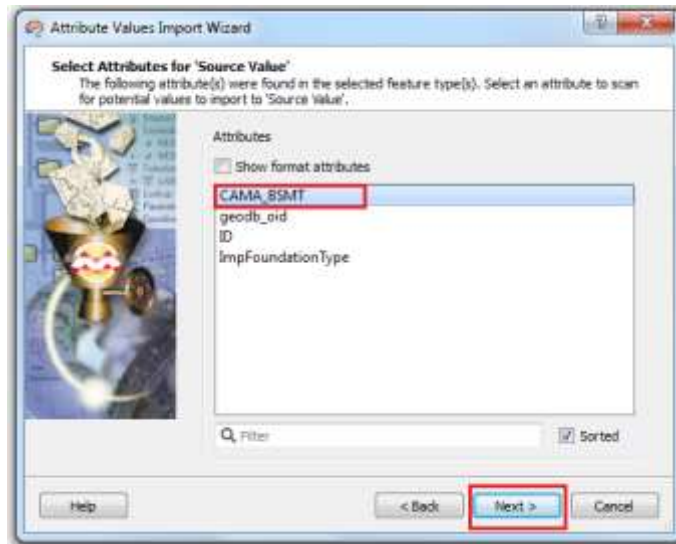 Attribute Values Import Wizard
Select Attributes for 'Source Value'
The following attribute(s) were found in the selected feature type(s). Select an attribute to scan
for potential values to import to 'Source Value'.
Attributes
Show format attributes
CAMA_BSMT
geodb_oid
ID
ImpFoundationType
Filter
Sorted
Help
< Back
Next >
Cancel